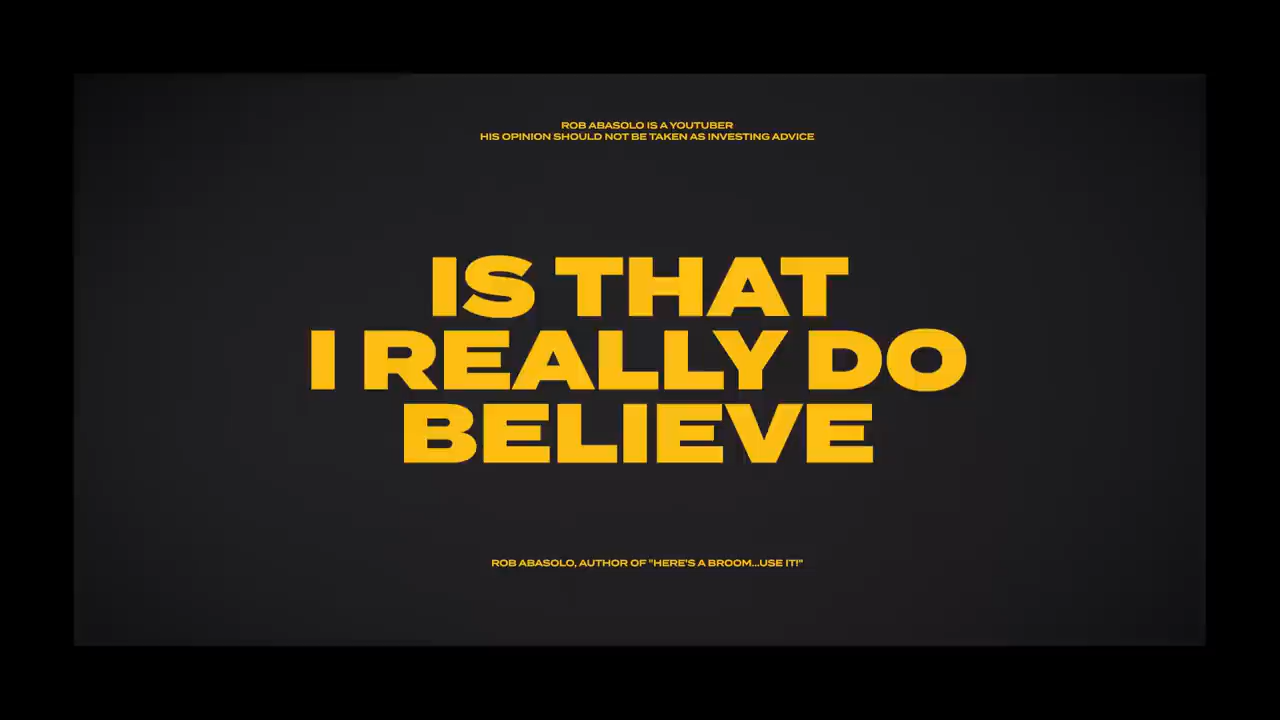 ROB ABASOLO IS A YOUTUBER
HIS OPINION SHOULD NOT BE TAKEN AS INVESTING ADVICE
IS THAT
I REALLY DO
BELIEVE
ROB ABASOLO, AUTHOR OF "HERE'S A BROOM...USE IT!"